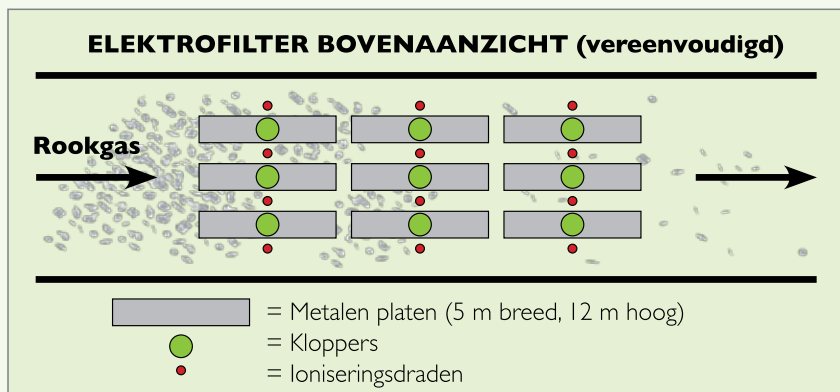 ELEKTROFILTER BOVENAANZICHT (vereenvoudigd)
Rookgas
= Metalen platen (5 m breed, 12 m hoog)
= Kloppers
= Ioniseringsdraden